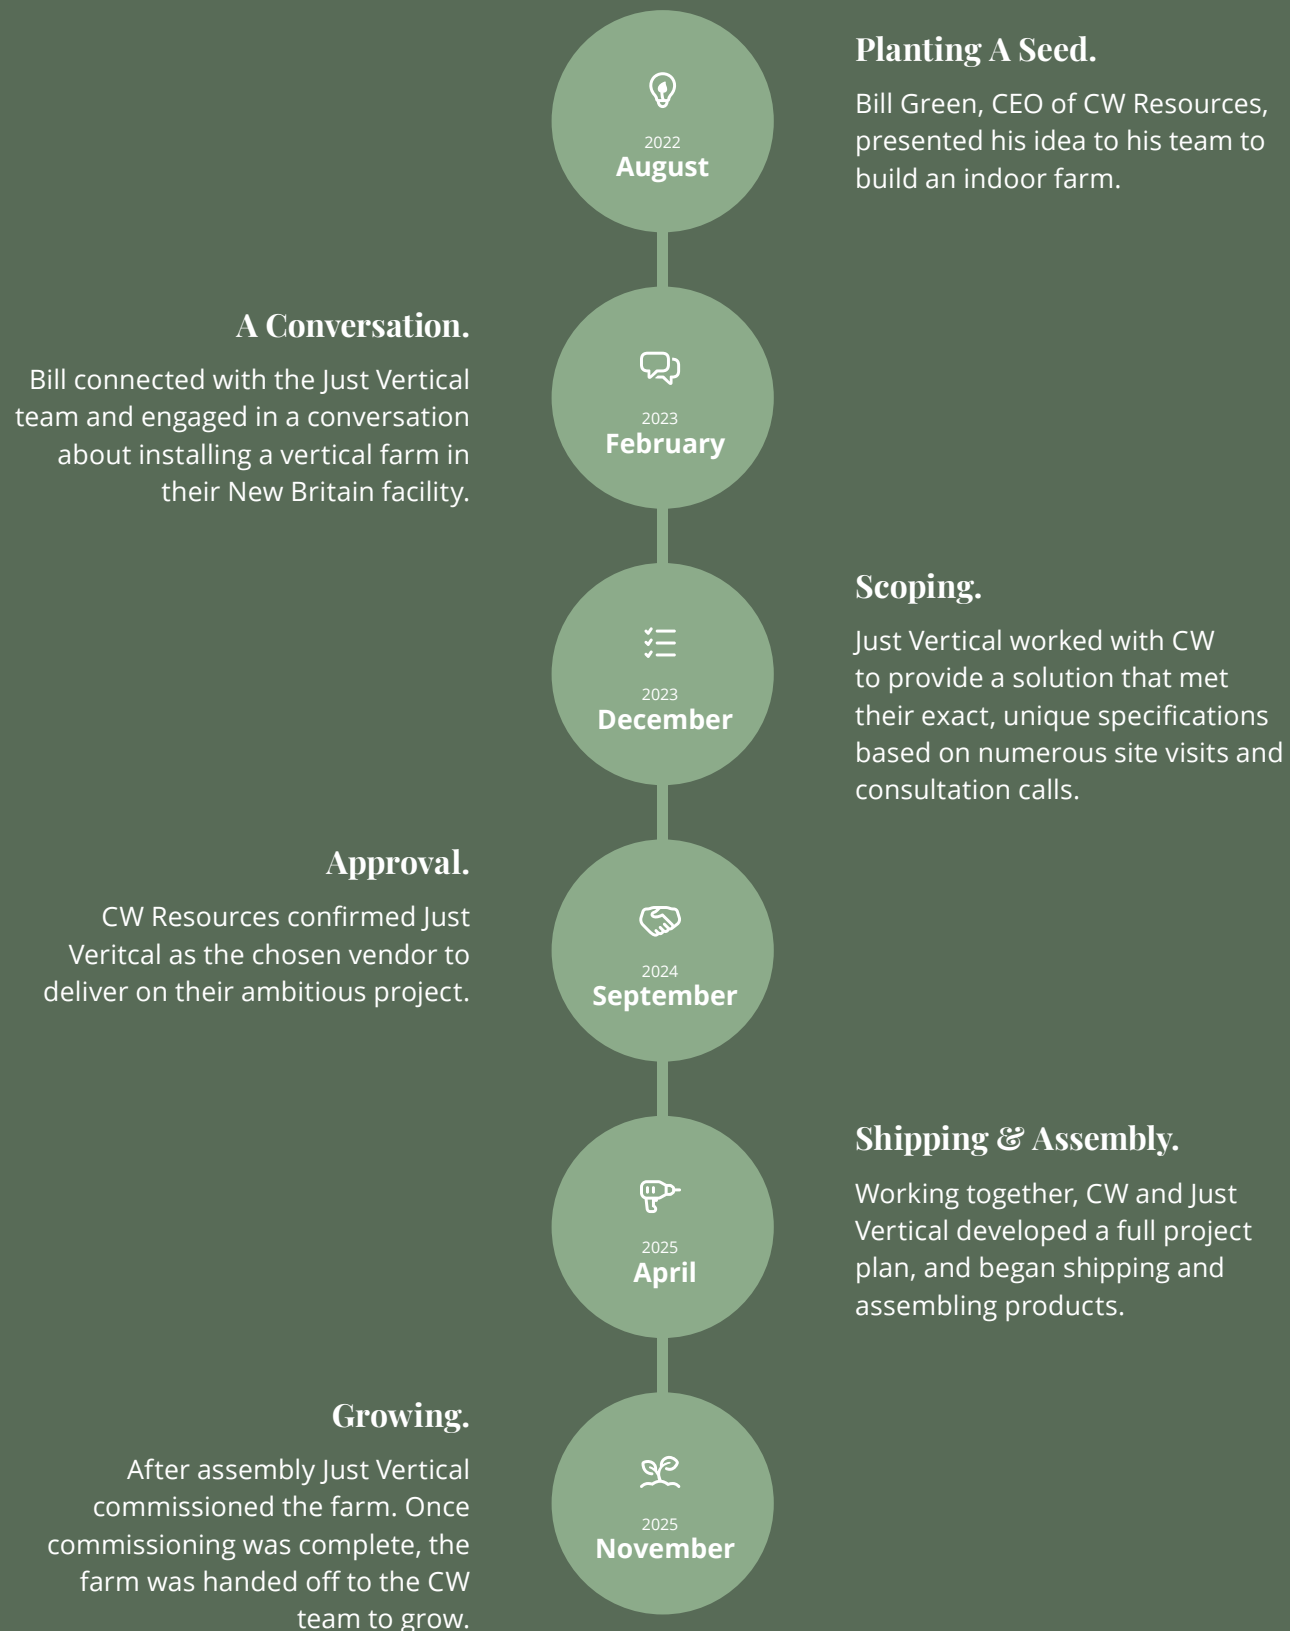 2022
August
Planting A Seed.
Bill Green, CEO of CW Resources,
presented his idea to his team to
build an indoor farm.
A Conversation.
Bill connected with the Just Vertical
team and engaged in a conversation
about installing a vertical farm in
their New Britain facility.
2023
February
2023
December
Scoping.
Just Vertical worked with CW
to provide a solution that met
their exact, unique specifications
based on numerous site visits and
consultation calls.
Approval.
CW Resources confirmed Just
Veritcal as the chosen vendor to
deliver on their ambitious project.
2024
September
2025
April
Shipping & Assembly.
Working together, CW and Just
Vertical developed a full project
plan, and began shipping and
assembling products.
Growing.
After assembly Just Vertical
commissioned the farm. Once
commissioning was complete, the
farm was handed off to the CW
team to grow.
2025
November